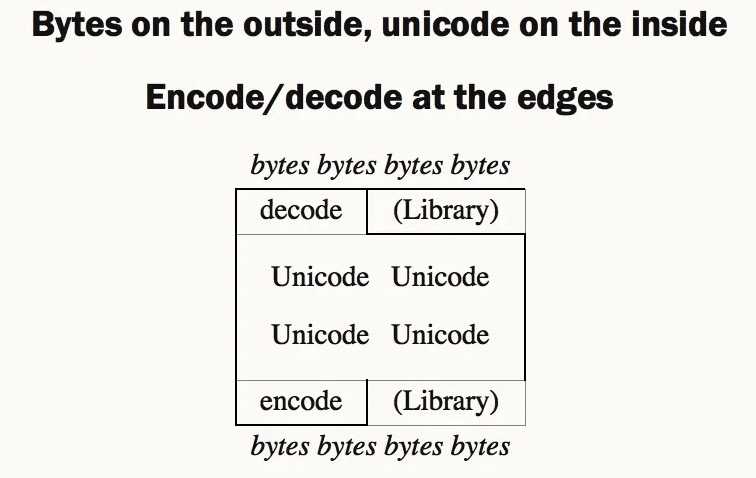 Bytes on the outside, unicode on the inside
Encode/decode at the edges
bytes bytes bytes bytes
decode (Library)
Unicode Unicode
Unicode Unicode
encode (Library)
bytes bytes bytes bytes